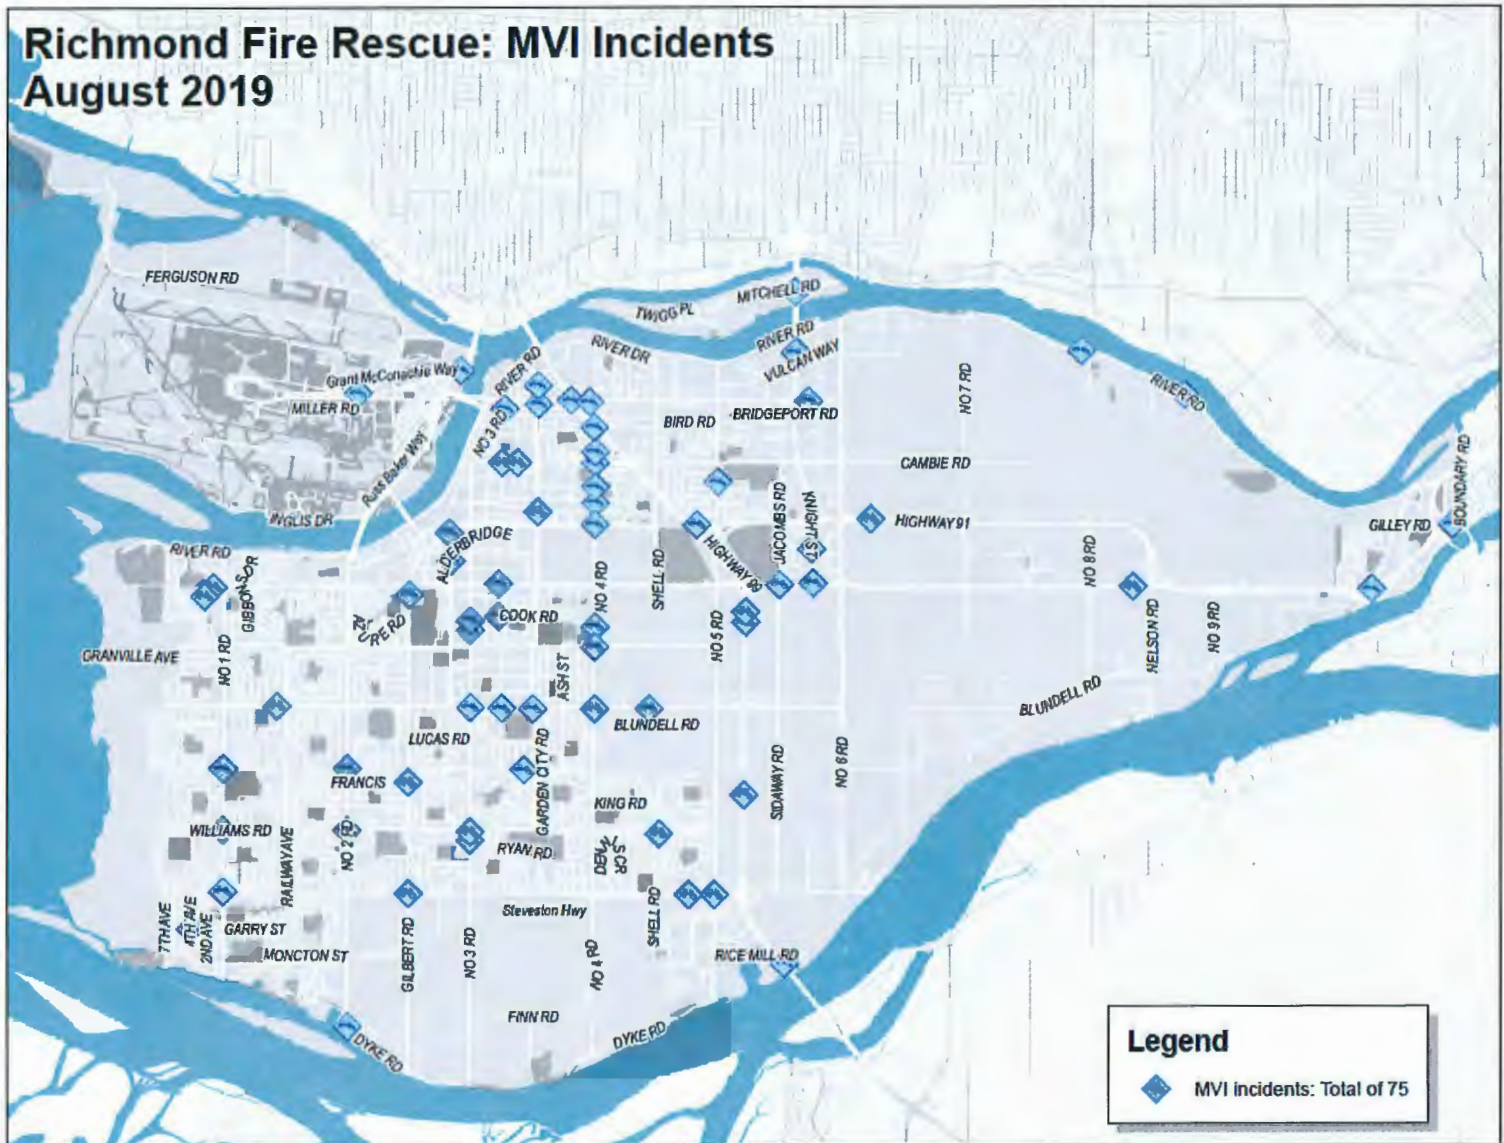 Richmond Fire Rescue: MVI Incidents
August 2019
FERGUSON RD
MITCHELL RD
TWIGG PL
RIVER RD
RIVER DR
VULCAN WAY
RIVER RD
Grant McConachie Way
MILLER RD
NO 3 RD
BIRD RD
BRIDGEPORT RD
NO 7 RD
RIVER RD
Russ Baker Way
CAMBIE RD
BOUNDARY RD
INGLIS DR
JACOMBS RD
KNIGHT ST
HIGHWAY 91
GILLEY RD
RIVER RD
ALDERBRIDGE
HIGHWAY 99
SHELL RD
NO 8 RD
GIBBONS DR
NO 4 RD
COOK RD
AZURE RD
NO 5 RD
NELSON RD
NO 9 RD
GRANVILLE AVE
NO 1 RD
ASH ST
BLUNDELL RD
BLUNDELL RD
LUCAS RD
GARDEN CITY RD
SIDAWAY RD
NO 6 RD
FRANCIS
KING RD
WILLIAMS RD
NO 2 RD
RAILWAY AVE
RYAN RD
7TH AVE
4TH AVE
2ND AVE
GARRY ST
Steveston Hwy
SHELL RD
MONCTON ST
GILBERT RD
NO 3 RD
NO 4 RD
RICE MILL RD
FINN RD
DYKE RD
DYKE RD
Legend
MVI incidents: Total of 75